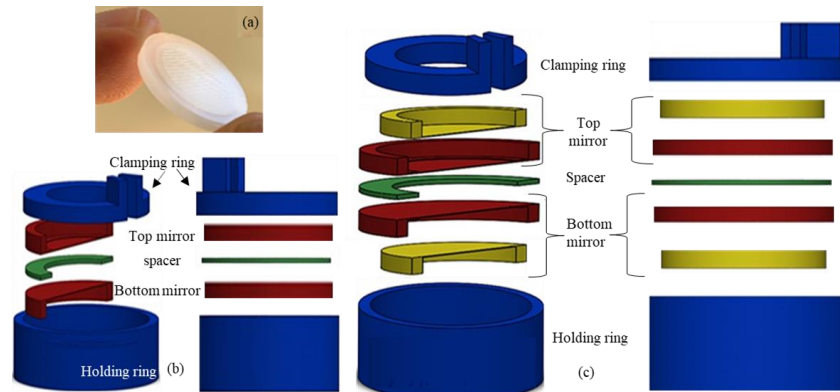 (a)
Clamping ring
Top mirror
spacer
Bottom mirror
Holding ring
(b)
Clamping ring
Top
mirror
Spacer
Bottom
mirror
Holding ring
(c)